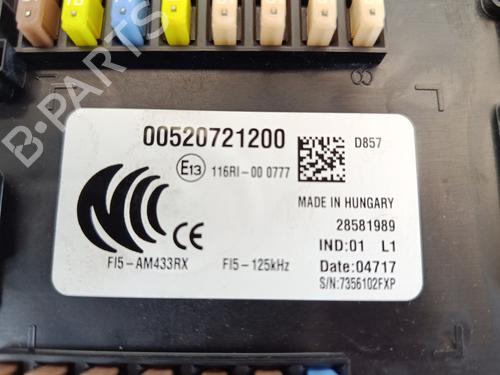 00520721200
D857
E13
116RI-00 0777
MADE IN HUNGARY
28581989
CE
IND:01 L1
FI5-AM433RX
FI5-125kHz
Date:04717
S/N:7356102FXP
8